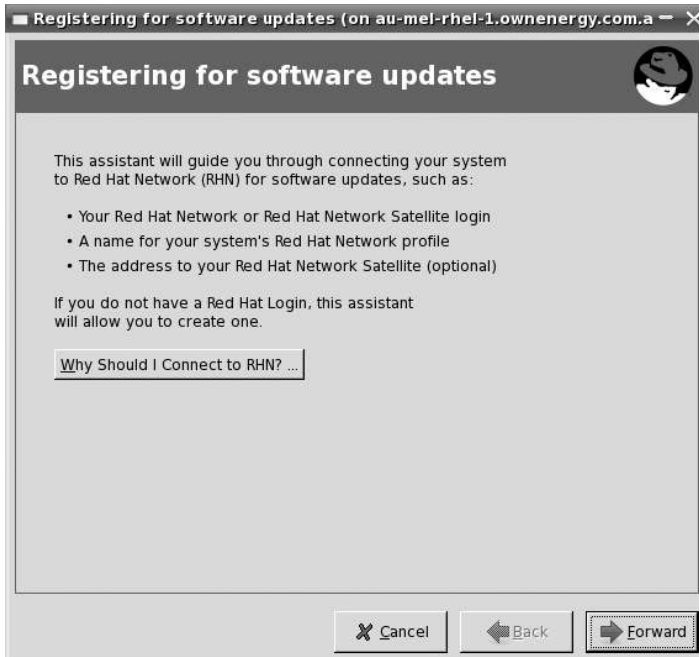 Registering for software updates (on au-mel-rhel-1.ownenergy.com.a
Registering for software updates
This assistant will guide you through connecting your system
to Red Hat Network (RHN) for software updates, such as:
• Your Red Hat Network or Red Hat Network Satellite login
• A name for your system's Red Hat Network profile
• The address to your Red Hat Network Satellite (optional)
If you do not have a Red Hat Login, this assistant
will allow you to create one.
Why Should I Connect to RHN? ...
Cancel
Back
Forward